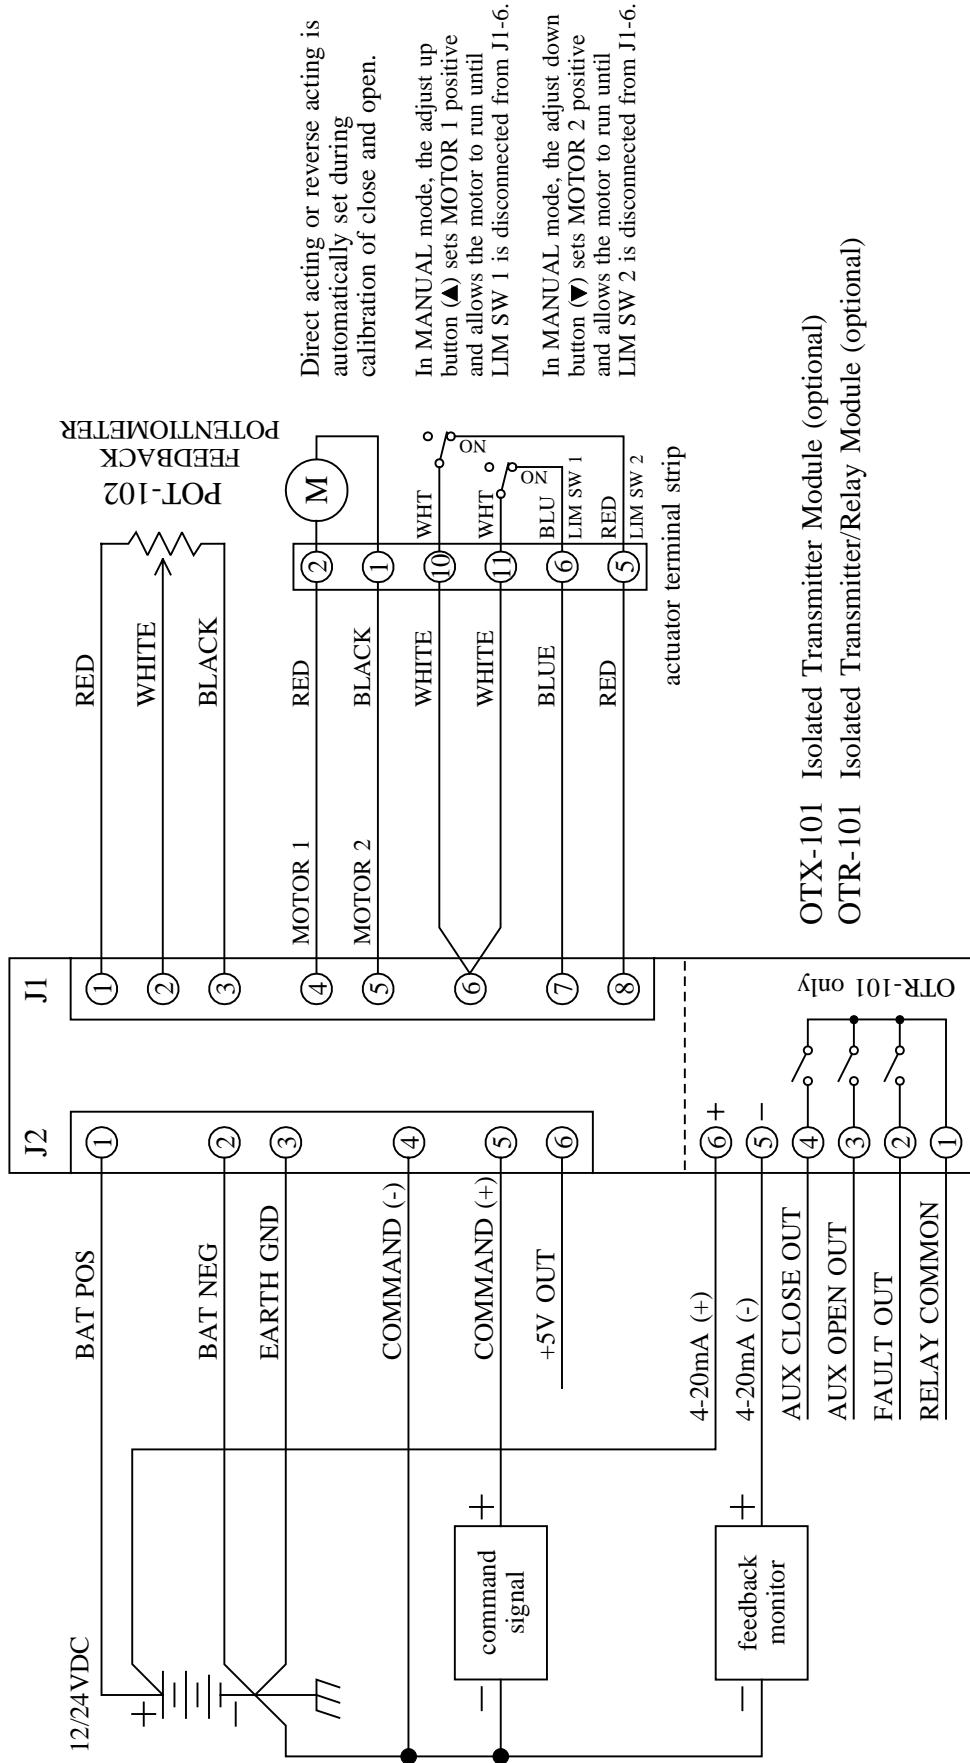 12/24VDC
+
−
BAT POS
BAT NEG
EARTH GND
COMMAND (-)
COMMAND (+)
+5V OUT
4-20mA (+)
4-20mA (-)
AUX CLOSE OUT
AUX OPEN OUT
FAULT OUT
RELAY COMMON
+
command
signal
−
+
feedback
monitor
−
J2
1
2
3
4
5
6
6 +
5 −
4
3
2
1
OTR-101 only
J1
1
2
3
4
5
6
7
8
RED
WHITE
BLACK
MOTOR 1
MOTOR 2
RED
BLACK
WHITE
WHITE
BLUE
RED
POT-102
FEEDBACK
POTENTIOMETER
2
1
10
11
6
5
M
WHT
WHT
BLU
RED
NO
NO
LIM SW 1
LIM SW 2
actuator terminal strip
Direct acting or reverse acting is
automatically set during
calibration of close and open.
In MANUAL mode, the adjust up
button (▲) sets MOTOR 1 positive
and allows the motor to run until
LIM SW 1 is disconnected from J1-6.
In MANUAL mode, the adjust down
button (▼) sets MOTOR 2 positive
and allows the motor to run until
LIM SW 2 is disconnected from J1-6.
OTX-101 Isolated Transmitter Module (optional)
OTR-101 Isolated Transmitter/Relay Module (optional)